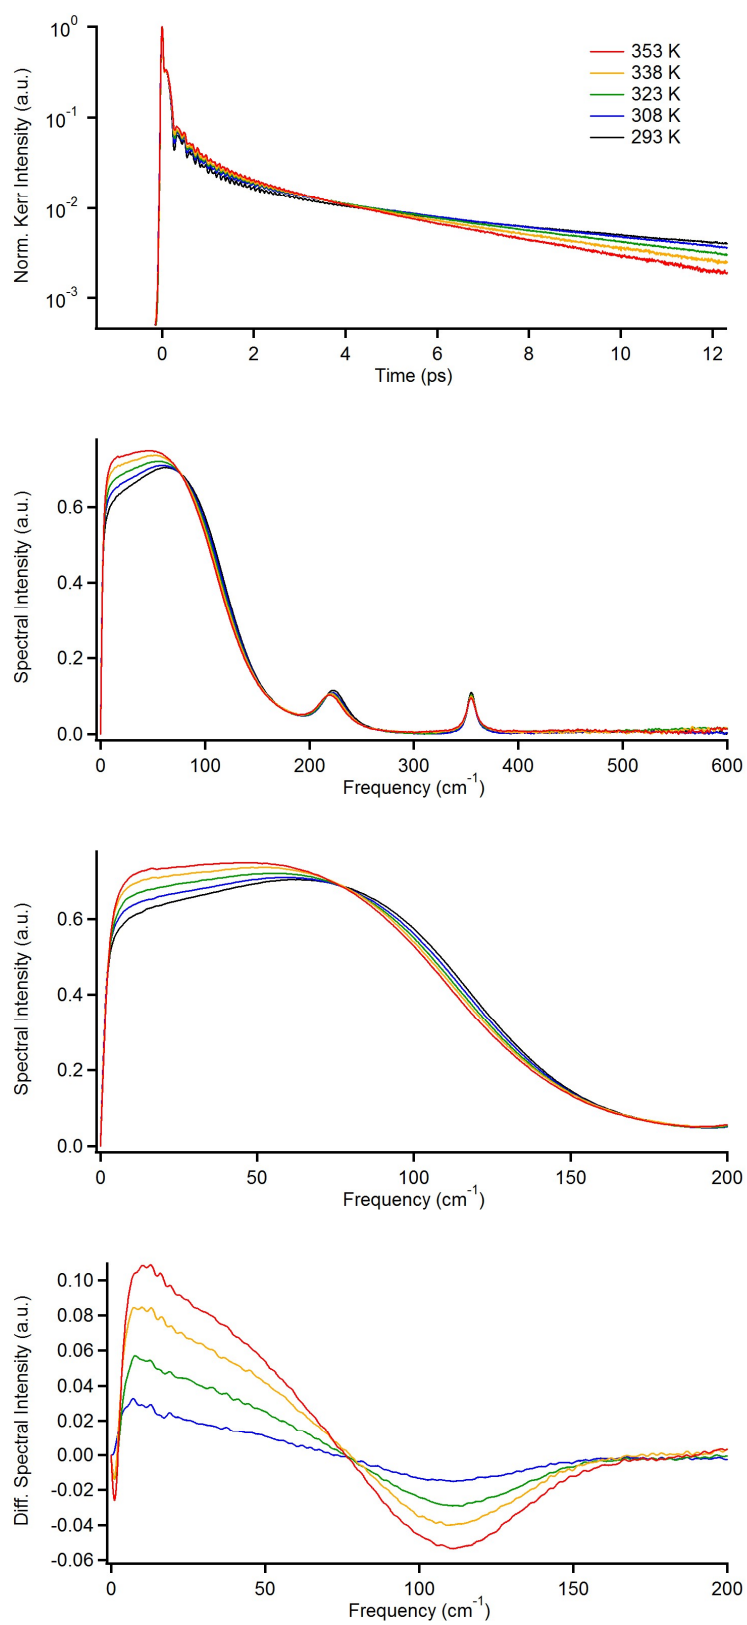 10⁰
10⁻¹
10⁻²
10⁻³
Norm. Kerr Intensity (a.u.)
353 K
338 K
323 K
308 K
293 K
0 2 4 6 8 10 12
Time (ps)
0.6
0.4
0.2
0.0
Spectral Intensity (a.u.)
0 100 200 300 400 500 600
Frequency (cm⁻¹)
0.6
0.4
0.2
0.0
Spectral Intensity (a.u.)
0 50 100 150 200
Frequency (cm⁻¹)
0.10
0.08
0.06
0.04
0.02
0.00
-0.02
-0.04
-0.06
Diff. Spectral Intensity (a.u.)
0 50 100 150 200
Frequency (cm⁻¹)